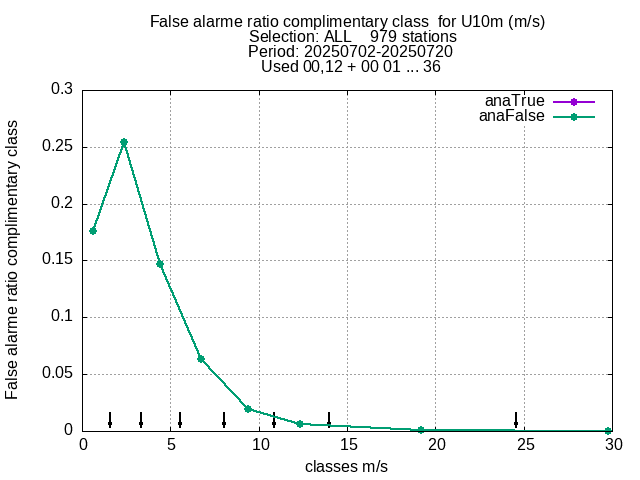 False alarme ratio complimentary class  for U10m (m/s)
Selection: ALL    979 stations
Period: 20250702-20250720
Used 00,12 + 00 01 ... 36
anaTrue
anaFalse
False alarme ratio complimentary class
0.3
0.25
0.2
0.15
0.1
0.05
0
0 5 10 15 20 25 30
classes m/s